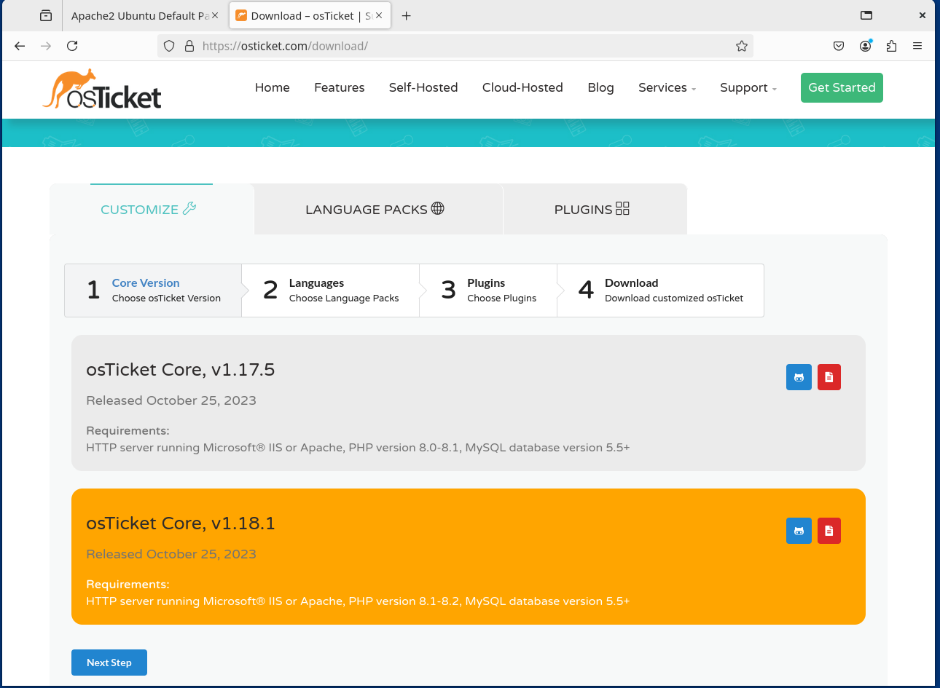 Apache2 Ubuntu Default Pa
Download – osTicket | S
https://osticket.com/download/
osTicket
Home Features Self-Hosted Cloud-Hosted Blog Services Support Get Started
CUSTOMIZE LANGUAGE PACKS PLUGINS
1 Core Version
Choose osTicket Version
2 Languages
Choose Language Packs
3 Plugins
Choose Plugins
4 Download
Download customized osTicket
osTicket Core, v1.17.5
Released October 25, 2023
Requirements:
HTTP server running Microsoft® IIS or Apache, PHP version 8.0-8.1, MySQL database version 5.5+
osTicket Core, v1.18.1
Released October 25, 2023
Requirements:
HTTP server running Microsoft® IIS or Apache, PHP version 8.1-8.2, MySQL database version 5.5+
Next Step